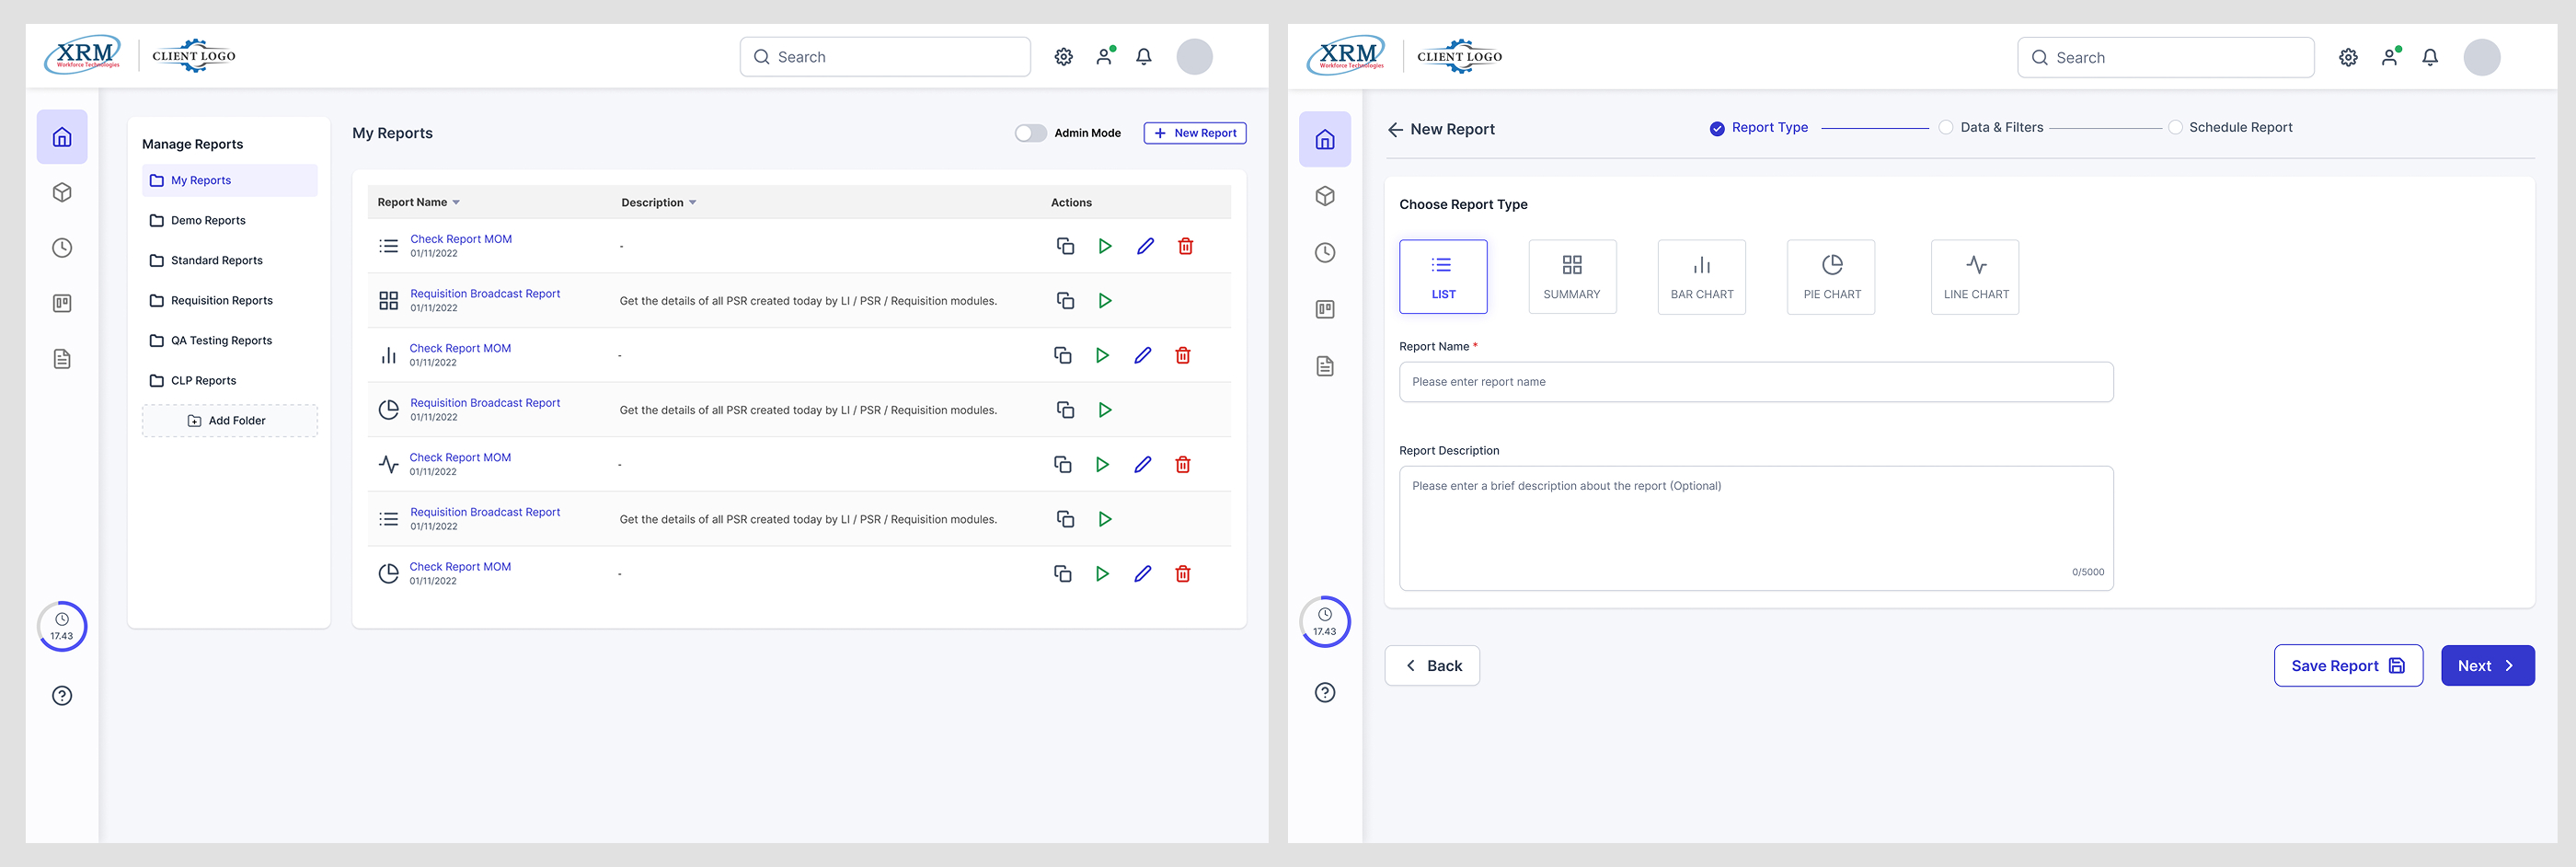 XRM
Workforce Technologies
CLIENT LOGO
Search
Manage Reports
My Reports
Demo Reports
Standard Reports
Requisition Reports
QA Testing Reports
CLP Reports
Add Folder
17.43
My Reports
Admin Mode
New Report
Report Name Description Actions
Check Report MOM
01/11/2022
-
Requisition Broadcast Report
01/11/2022
Get the details of all PSR created today by LI / PSR / Requisition modules.
Check Report MOM
01/11/2022
-
Requisition Broadcast Report
01/11/2022
Get the details of all PSR created today by LI / PSR / Requisition modules.
Check Report MOM
01/11/2022
-
Requisition Broadcast Report
01/11/2022
Get the details of all PSR created today by LI / PSR / Requisition modules.
Check Report MOM
01/11/2022
-
XRM
Workforce Technologies
CLIENT LOGO
Search
17.43
New Report
Report Type
Data & Filters
Schedule Report
Choose Report Type
LIST
SUMMARY
BAR CHART
PIE CHART
LINE CHART
Report Name *
Please enter report name
Report Description
Please enter a brief description about the report (Optional)
0/5000
Back
Save Report
Next